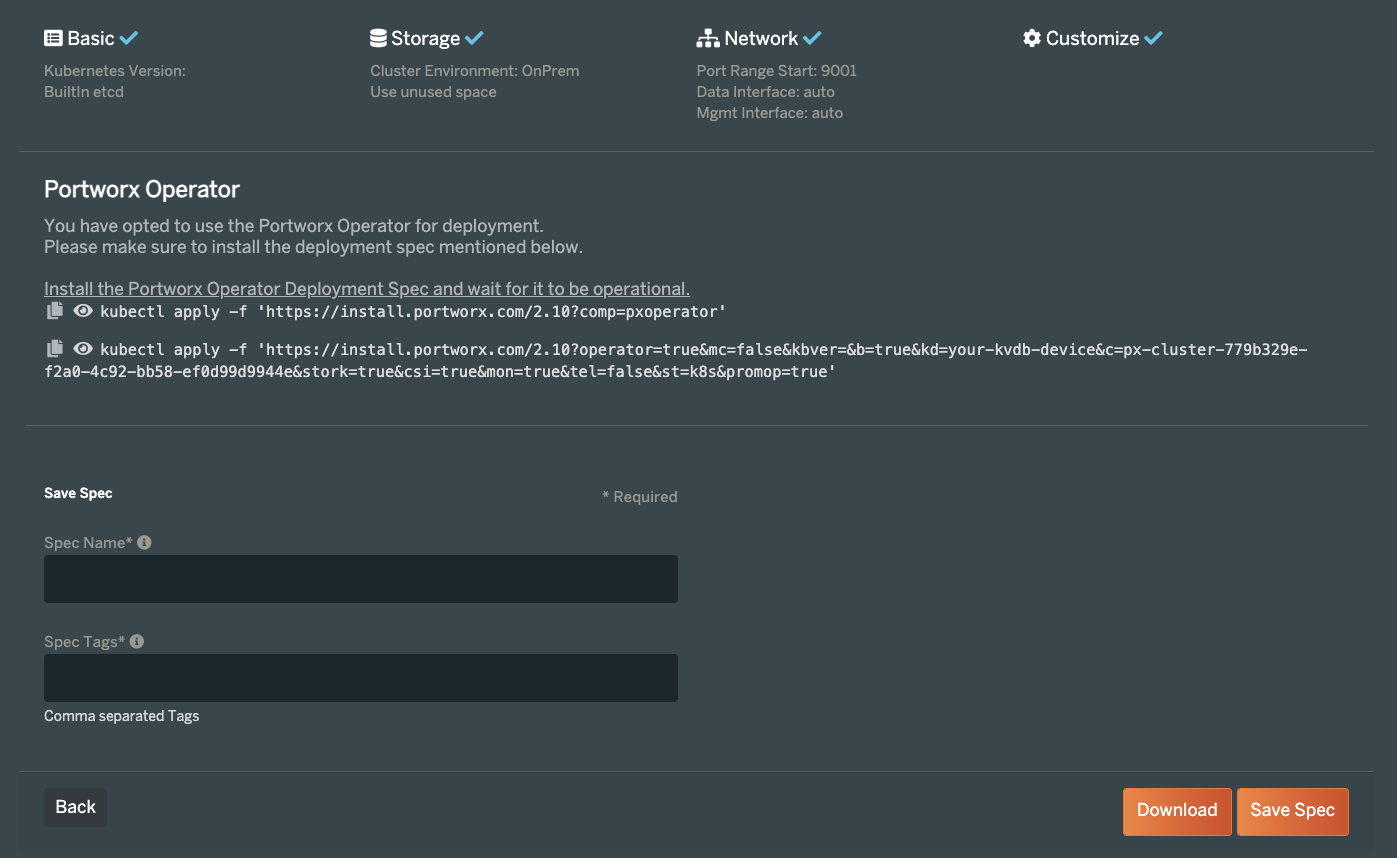 Basic
Storage
Network
Customize
Kubernetes Version:
BuiltIn etcd
Cluster Environment: OnPrem
Use unused space
Port Range Start: 9001
Data Interface: auto
Mgmt Interface: auto
Portworx Operator
You have opted to use the Portworx Operator for deployment.
Please make sure to install the deployment spec mentioned below.
Install the Portworx Operator Deployment Spec and wait for it to be operational.
kubectl apply -f 'https://install.portworx.com/2.10?comp=pxoperator'
kubectl apply -f 'https://install.portworx.com/2.10?operator=true&mc=false&kbver=&b=true&kd=your-kvdb-device&c=px-cluster-779b329e-
f2a0-4c92-bb58-ef0d99d9944e&stork=true&csi=true&mon=true&tel=false&st=k8s&promop=true'
Save Spec
* Required
Spec Name*
Spec Tags*
Comma separated Tags
Back
Download
Save Spec